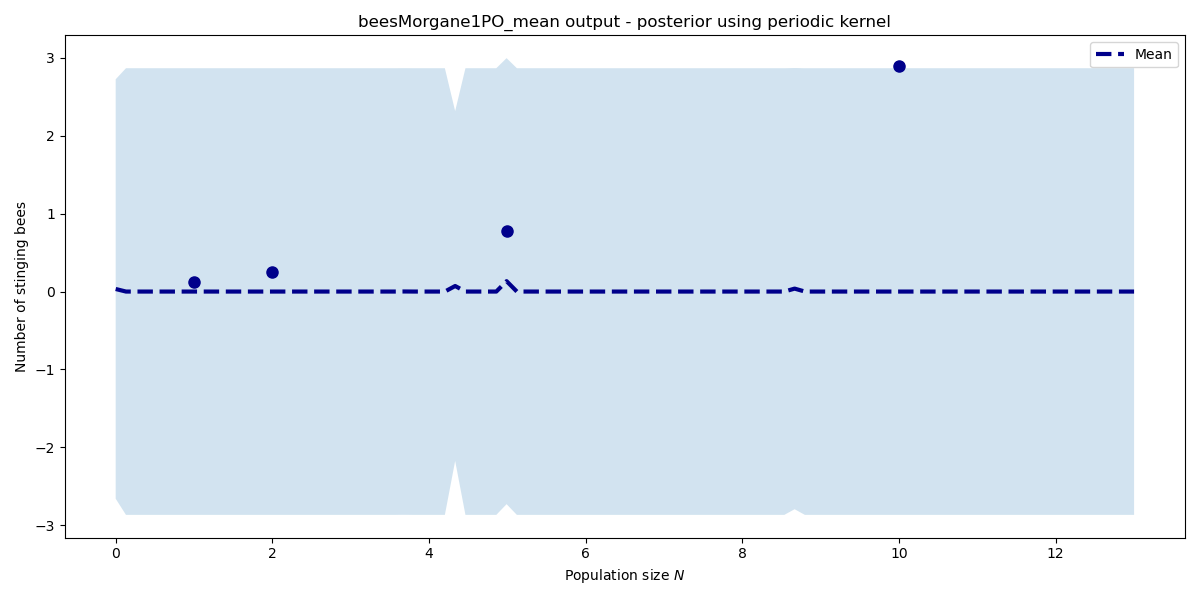 beesMorgane1PO_mean output - posterior using periodic kernel
Mean
Number of stinging bees
3
2
1
0
−1
−2
−3
0 2 4 6 8 10 12
Population size N